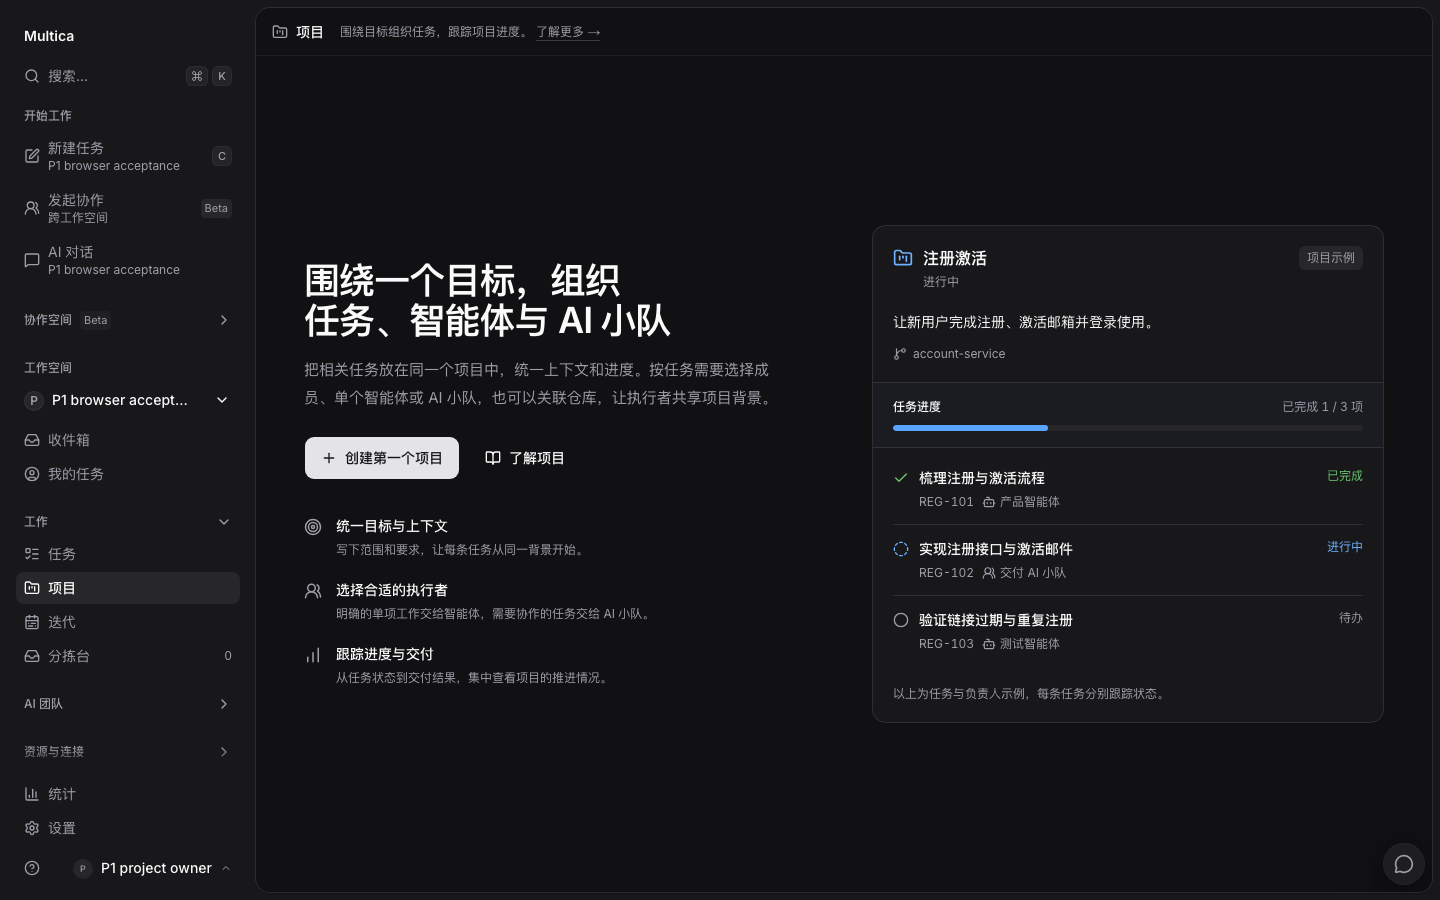 Multica
搜索...
⌘ K
开始工作
新建任务
P1 browser acceptance
C
发起协作
跨工作空间
Beta
AI 对话
P1 browser acceptance
协作空间 Beta
工作空间
P P1 browser accept...
收件箱
我的任务
工作
任务
项目
迭代
分拣台 0
AI 团队
资源与连接
统计
设置
P P1 project owner
项目 围绕目标组织任务，跟踪项目进度。 了解更多 →
围绕一个目标，组织
任务、智能体与 AI 小队
把相关任务放在同一个项目中，统一上下文和进度。按任务需要选择成
员、单个智能体或 AI 小队，也可以关联仓库，让执行者共享项目背景。
创建第一个项目 了解项目
统一目标与上下文
写下范围和要求，让每条任务从同一背景开始。
选择合适的执行者
明确的单项工作交给智能体，需要协作的任务交给 AI 小队。
跟踪进度与交付
从任务状态到交付结果，集中查看项目的推进情况。
注册激活 项目示例
进行中
让新用户完成注册、激活邮箱并登录使用。
account-service
任务进度 已完成 1 / 3 项
梳理注册与激活流程 已完成
REG-101 产品智能体
实现注册接口与激活邮件 进行中
REG-102 交付 AI 小队
验证链接过期与重复注册 待办
REG-103 测试智能体
以上为任务与负责人示例，每条任务分别跟踪状态。